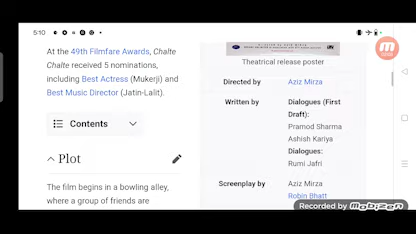 5:10
At the 49th Filmfare Awards, Chalte
Chalte received 5 nominations,
including Best Actress (Mukerji) and
Best Music Director (Jatin-Lalit).
Contents
Plot
The film begins in a bowling alley,
where a group of friends are
Theatrical release poster
Directed by Aziz Mirza
Written by Dialogues (First
Draft):
Pramod Sharma
Ashish Kariya
Dialogues:
Rumi Jafri
Screenplay by Aziz Mirza
Robin Bhatt
Recorded by Mobizen